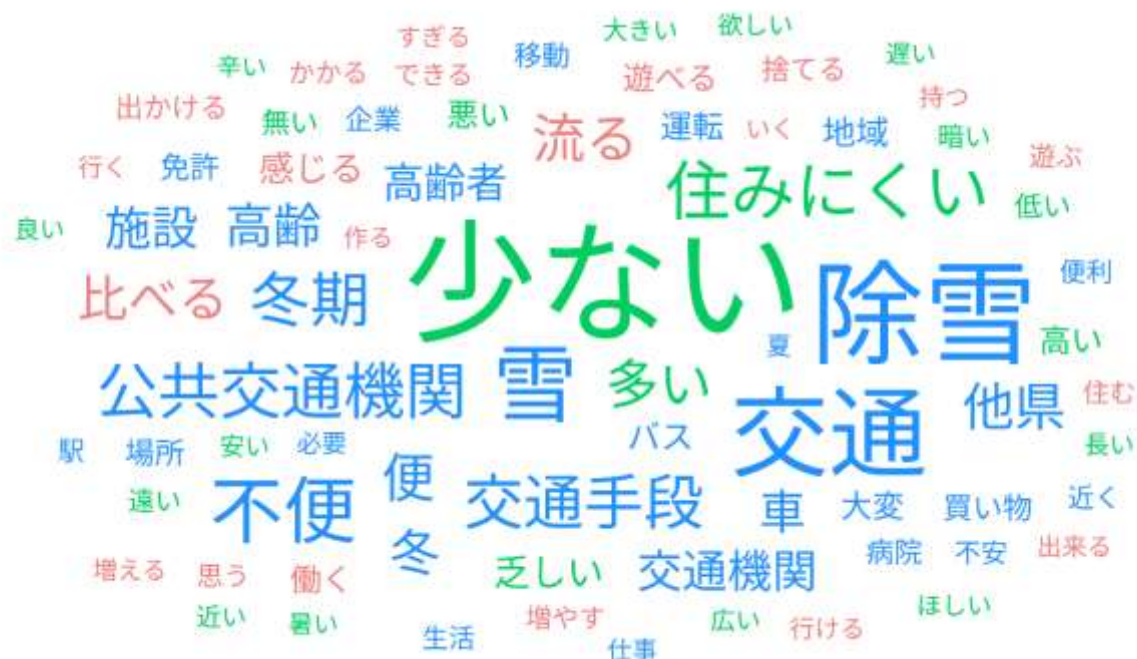 すぎる
大きい
欲しい
辛い
かかる
できる
移動
遊べる
捨てる
遅い
出かける
無い
企業
悪い
流る
運転
いく
地域
持つ
暗い
行く
免許
感じる
高齢者
住みにくい
遊ぶ
低い
良い
施設
高齢
作る
少ない
比べる
冬期
除雪
便利
夏
高い
公共交通機関
雪
多い
交通
他県
住む
駅
場所
安い
必要
バス
長い
遠い
不便
便
交通手段
車
大変
買い物
近く
冬
乏しい
交通機関
病院
不安
出来る
増える
思う
働く
近い
暑い
生活
増やす
仕事
広い
行ける
ほしい